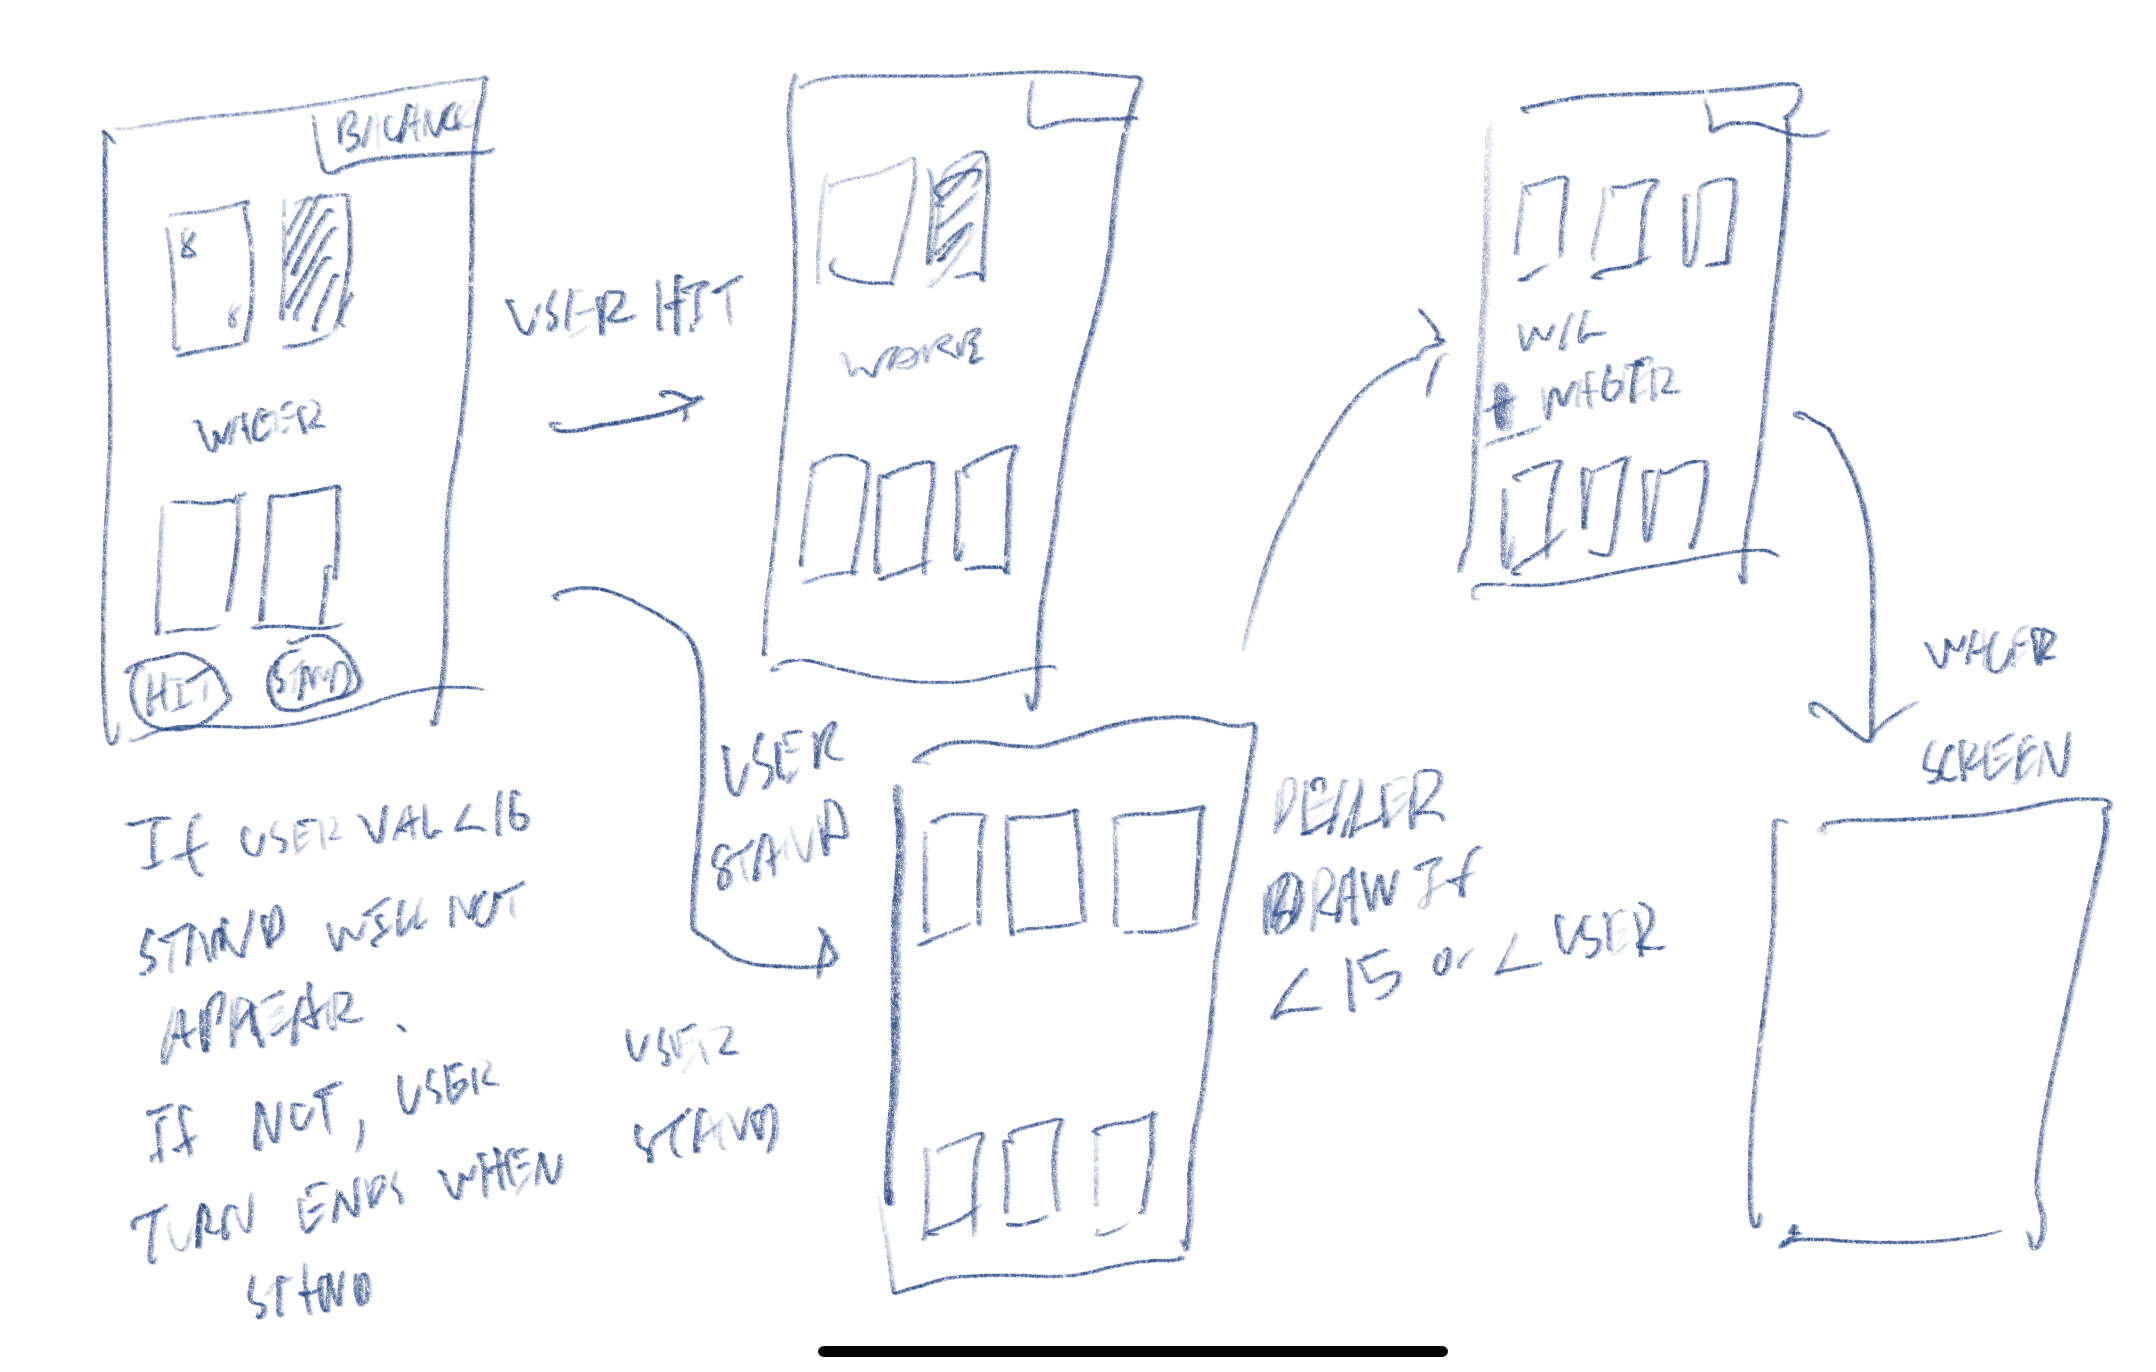 BALANCE
8
8
WAGER
HIT
STAND
If USER VAL < 16
STAND WILL NOT
APPEAR.
If NOT, USER
TURN ENDS WHEN
STAND
USER HIT
USER
STAND
USER
STAND
DEALER
DRAW If
< 15 or < USER
W/L
± WAGER
WAGER
SCREEN